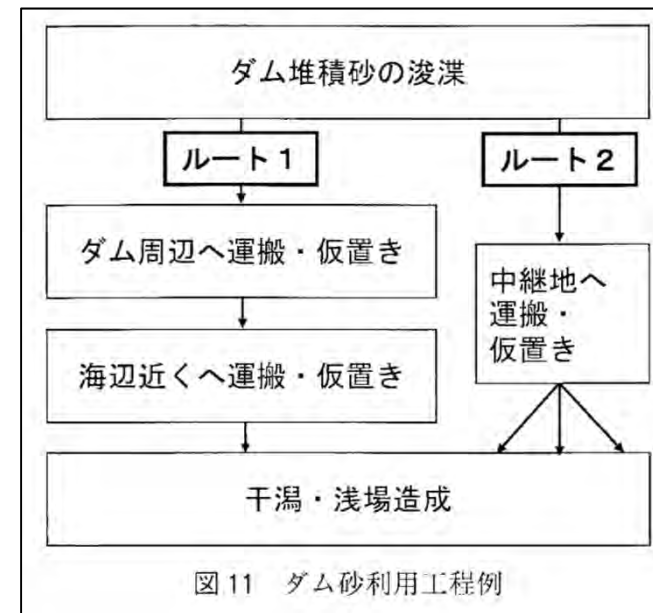 ダム堆積砂の浚渫
ルート1
ルート2
ダム周辺へ運搬・仮置き
中継地へ
運搬・
仮置き
海辺近くへ運搬・仮置き
干潟・浅場造成
図11 ダム砂利用工程例